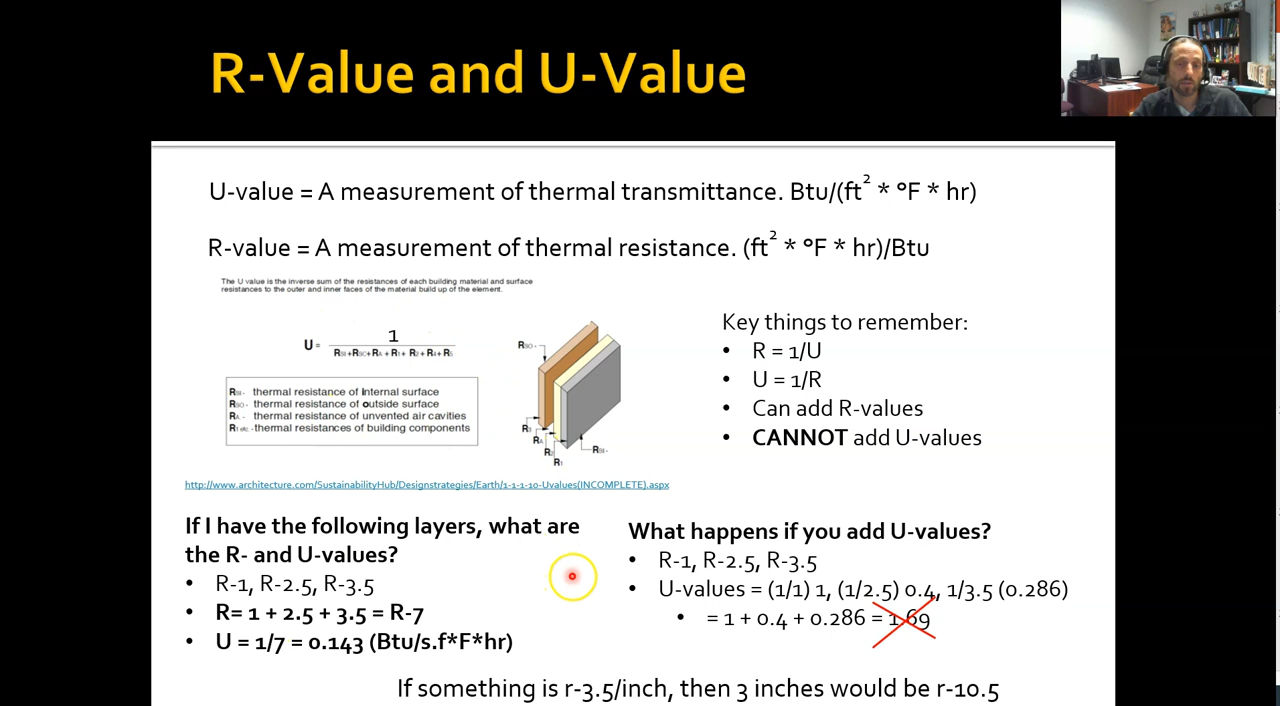 R-Value and U-Value
U-value = A measurement of thermal transmittance. Btu/(ft² * °F * hr)
R-value = A measurement of thermal resistance. (ft² * °F * hr)/Btu
The U value is the inverse sum of the resistances of each building material and surface
resistances to the outer and inner faces of the material build up of the element.
U = 1
RSI + RSO + RA + R1 + R2 + R4 + R5
RSI - thermal resistance of internal surface
RSO - thermal resistance of outside surface
RA - thermal resistance of unvented air cavities
R1 etc. - thermal resistances of building components
RSO -
R3
RA
R2
R1
RSI -
Key things to remember:
• R = 1/U
• U = 1/R
• Can add R-values
• CANNOT add U-values
http://www.architecture.com/SustainabilityHub/Designstrategies/Earth/1-1-1-10-Uvalues(INCOMPLETE).aspx
If I have the following layers, what are
the R- and U-values?
• R-1, R-2.5, R-3.5
• R= 1 + 2.5 + 3.5 = R-7
• U = 1/7 = 0.143 (Btu/s.f*F*hr)
What happens if you add U-values?
• R-1, R-2.5, R-3.5
• U-values = (1/1) 1, (1/2.5) 0.4, 1/3.5 (0.286)
• = 1 + 0.4 + 0.286 = 1.69
If something is r-3.5/inch, then 3 inches would be r-10.5